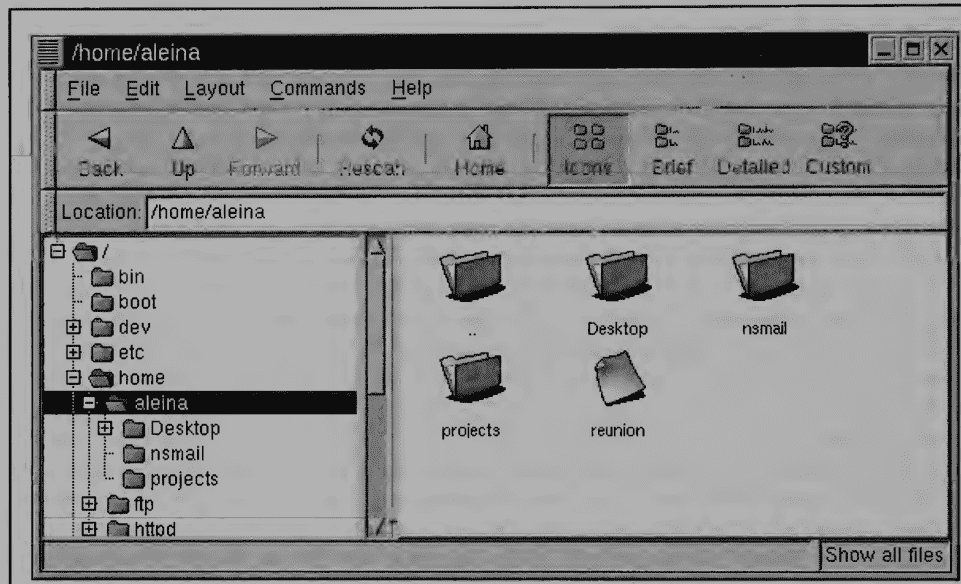 /home/aleina
File Edit Layout Commands Help
Back Up Forward Rescan Home Icons Brief Detailed Custom
Location: /home/aleina
/
bin
boot
dev
etc
home
aleina
Desktop
nsmail
projects
ftp
httpd
.. Desktop nsmail
projects reunion
Show all files